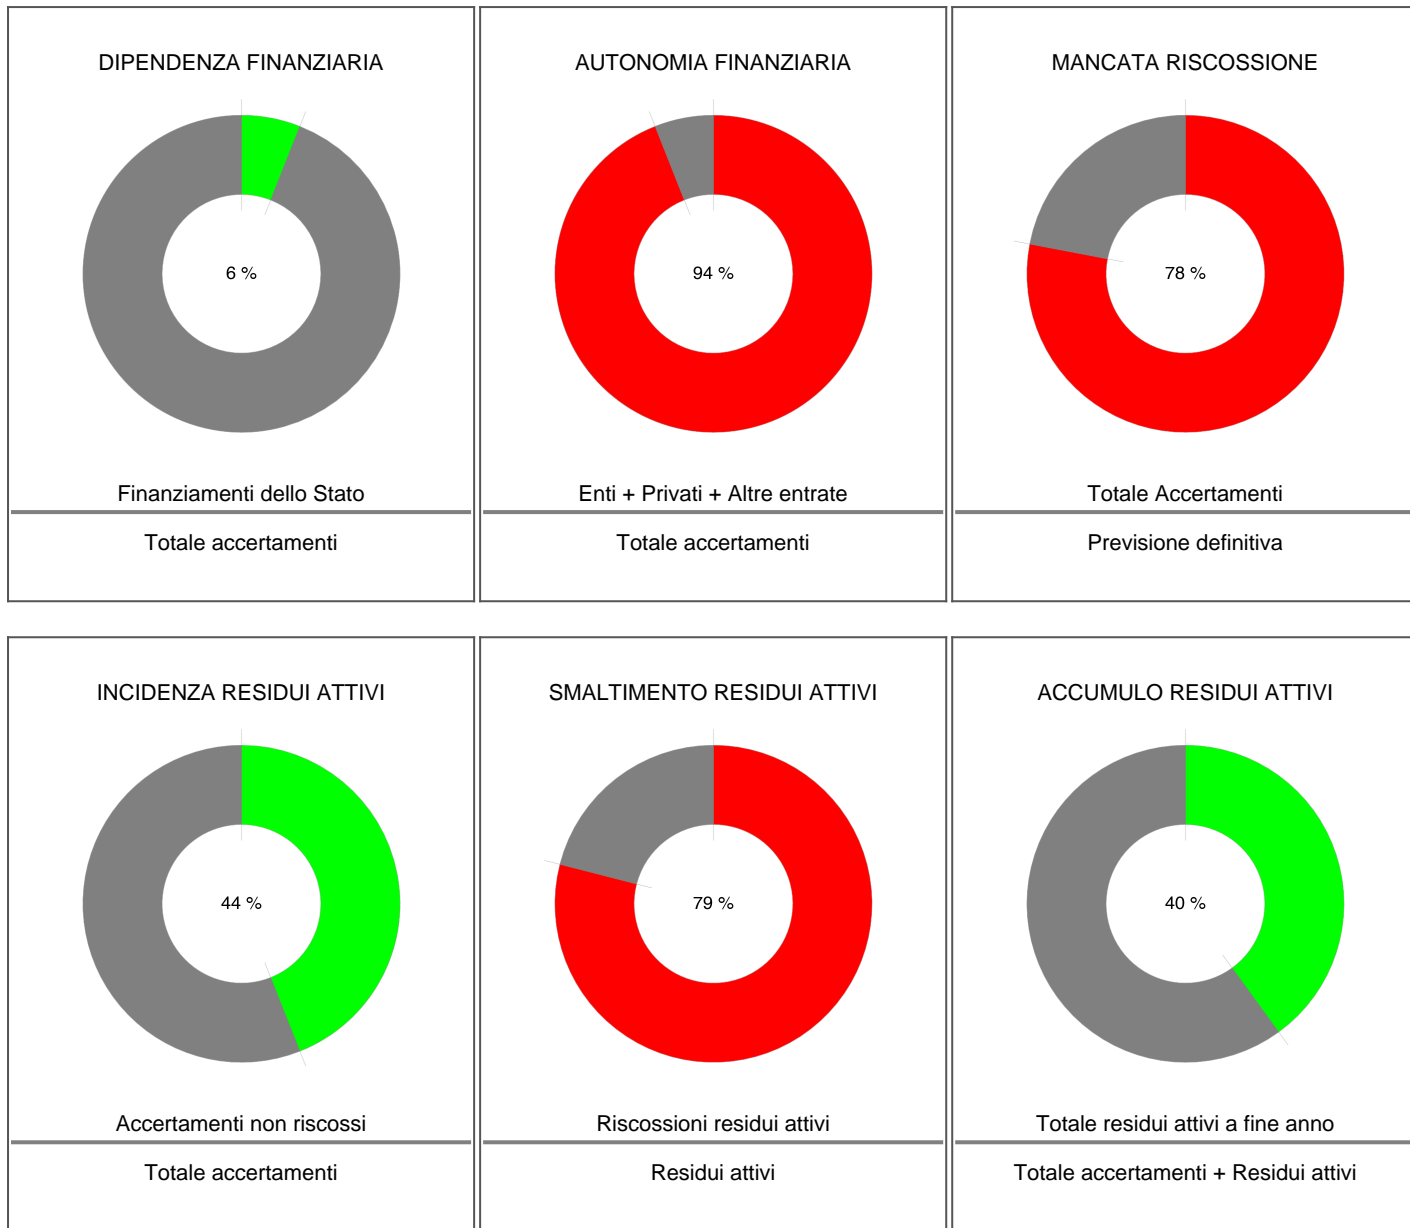 DIPENDENZA FINANZIARIA
6 %
Finanziamenti dello Stato
Totale accertamenti
AUTONOMIA FINANZIARIA
94 %
Enti + Privati + Altre entrate
Totale accertamenti
MANCATA RISCOSSIONE
78 %
Totale Accertamenti
Previsione definitiva
INCIDENZA RESIDUI ATTIVI
44 %
Accertamenti non riscossi
Totale accertamenti
SMALTIMENTO RESIDUI ATTIVI
79 %
Riscossioni residui attivi
Residui attivi
ACCUMULO RESIDUI ATTIVI
40 %
Totale residui attivi a fine anno
Totale accertamenti + Residui attivi